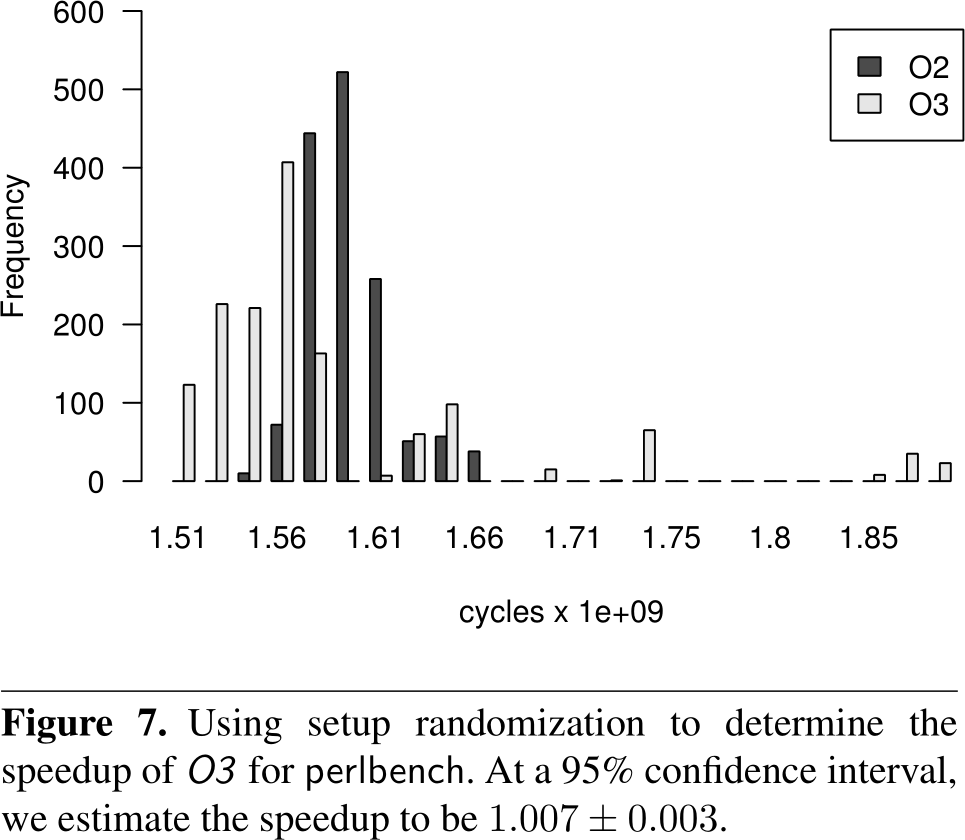 600
500
400
300
200
100
0
Frequency
O2
O3
1.51 1.56 1.61 1.66 1.71 1.75 1.8 1.85
cycles x 1e+09
Figure 7. Using setup randomization to determine the
speedup of O3 for perlbench. At a 95% confidence interval,
we estimate the speedup to be 1.007 ± 0.003.